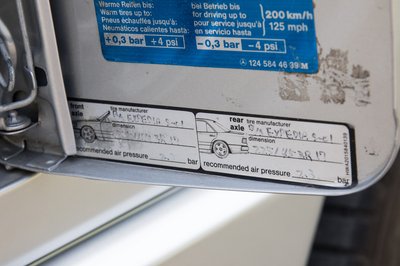 Warme Reifen bis:
Warm tires up to:
Pneus échauffés jusqu'à:
Neumáticos calientes hasta:
+0,3 bar +4 psi
bei Betrieb bis
for driving up to
pour service jusqu'à
en servicio hasta
200 km/h
125 mph
−0,3 bar −4 psi
124 584 46 39 M
front axle
tire manufacturer
dimension
recommended air pressure
bar
rear axle
tire manufacturer
dimension
recommended air pressure 2.3 bar